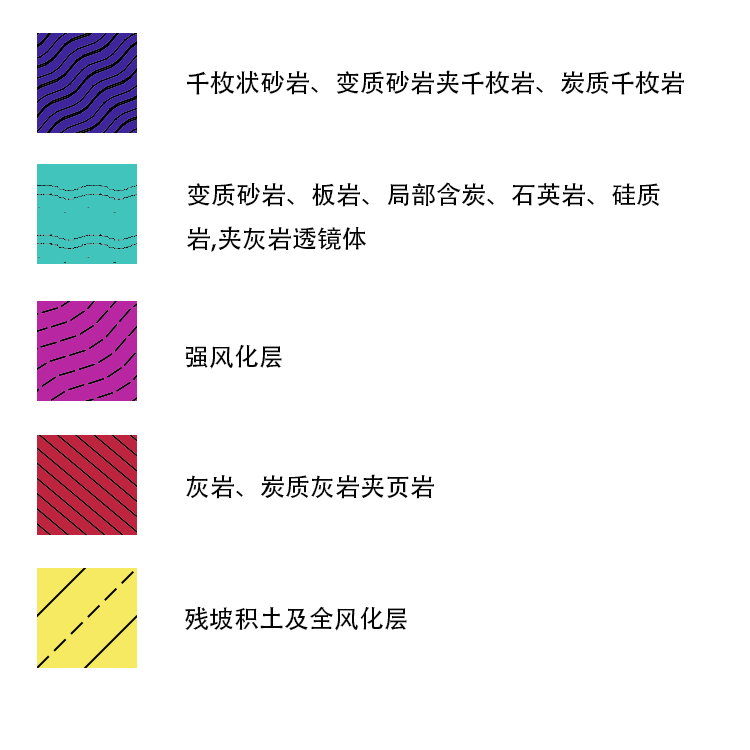 千枚状砂岩、变质砂岩夹千枚岩、炭质千枚岩
变质砂岩、板岩、局部含炭、石英岩、硅质
岩,夹灰岩透镜体
强风化层
灰岩、炭质灰岩夹页岩
残坡积土及全风化层